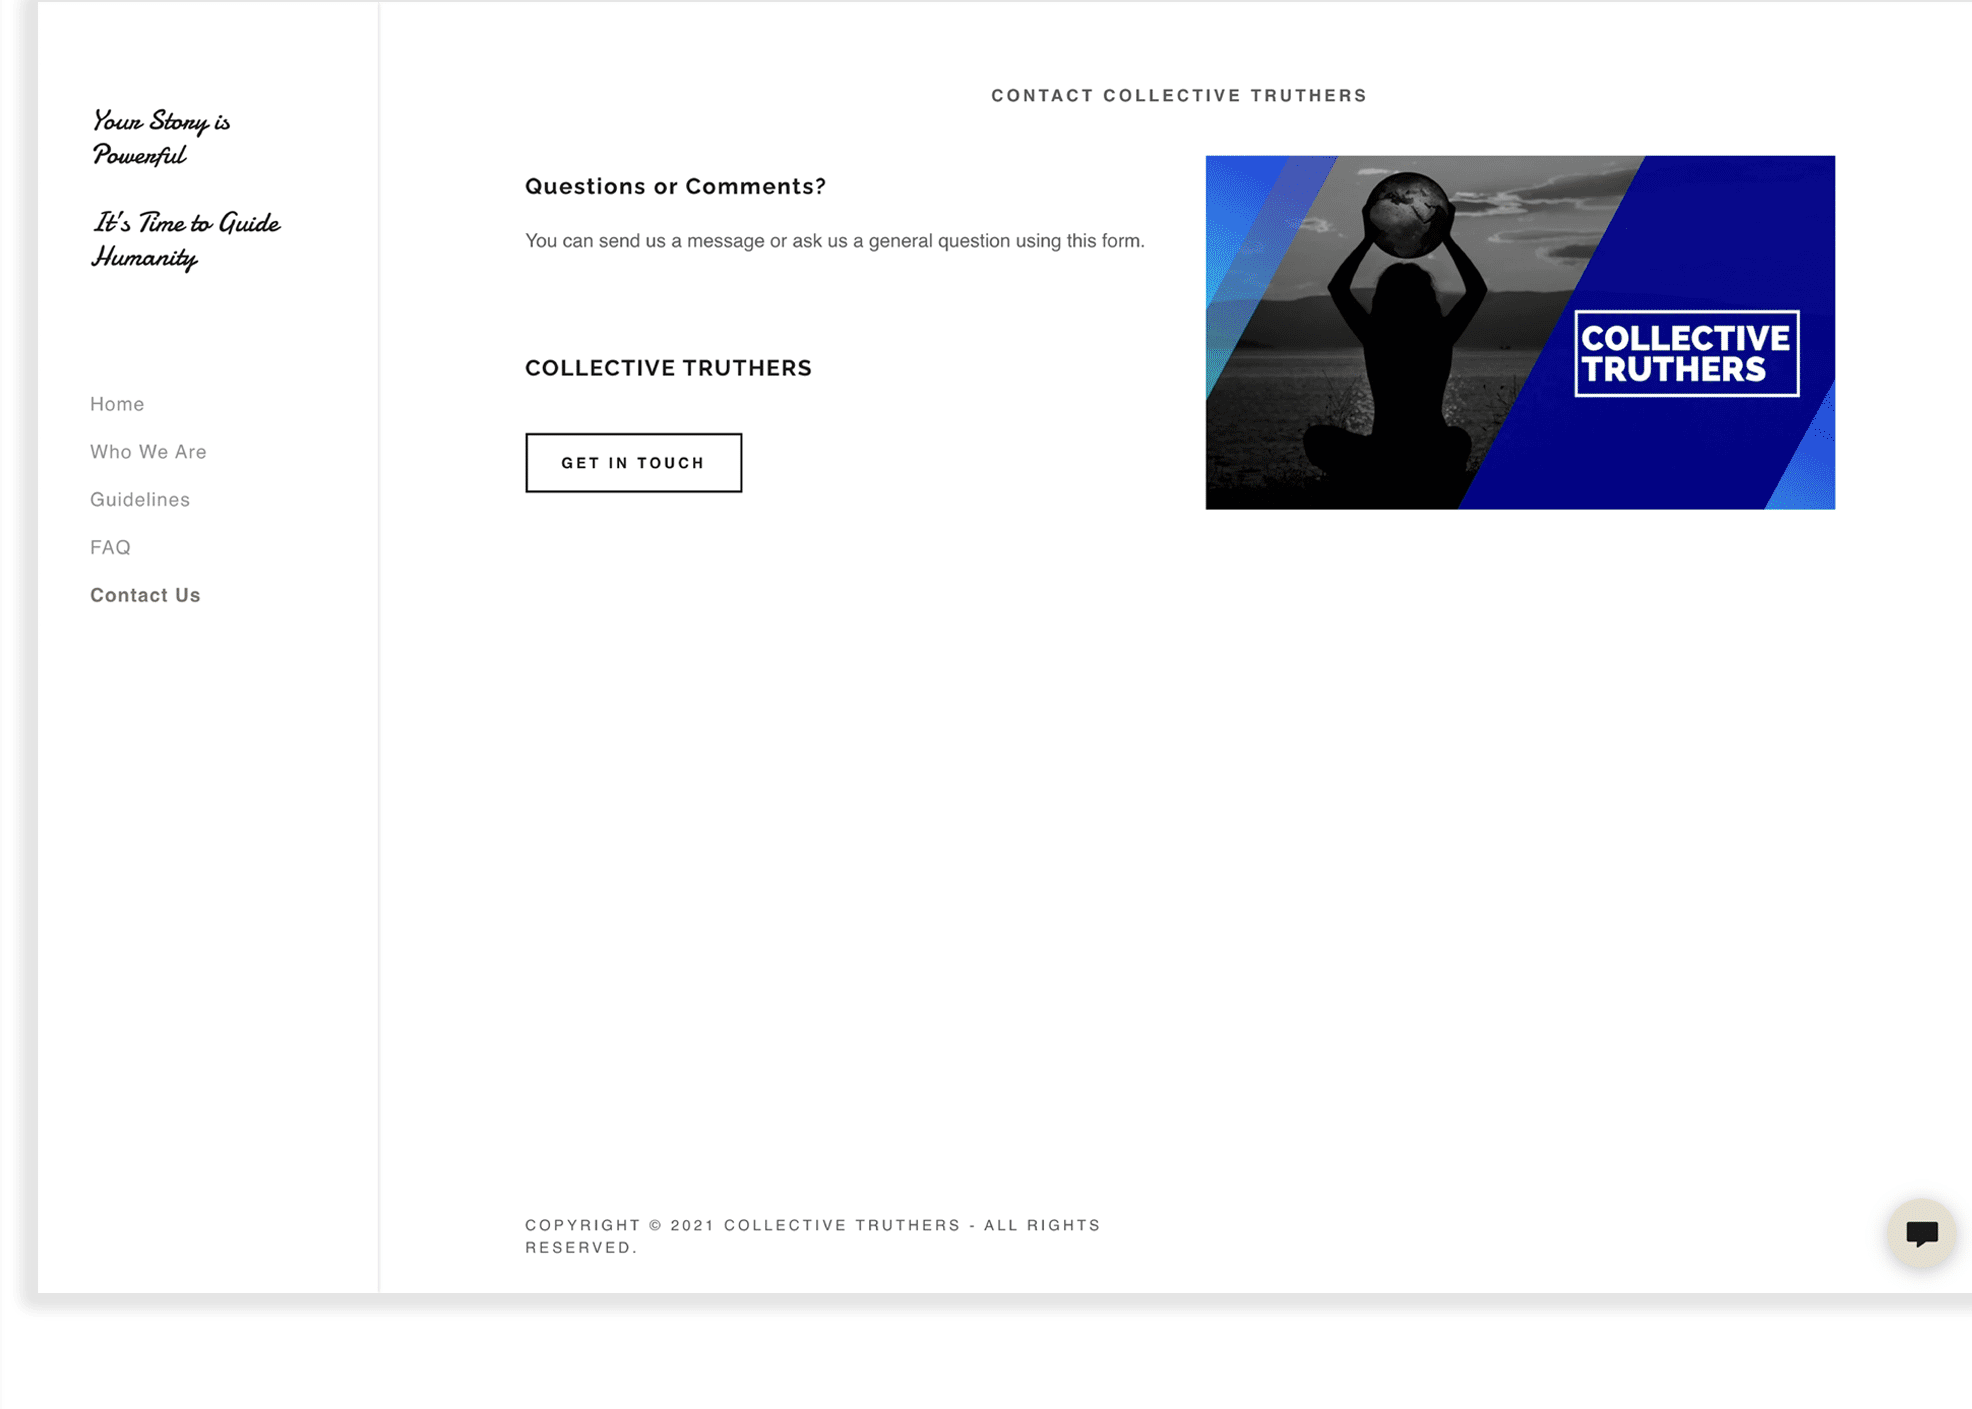 Your Story is
Powerful
It's Time to Guide
Humanity
Home
Who We Are
Guidelines
FAQ
Contact Us
CONTACT COLLECTIVE TRUTHERS
Questions or Comments?
You can send us a message or ask us a general question using this form.
COLLECTIVE TRUTHERS
GET IN TOUCH
COLLECTIVE
TRUTHERS
COPYRIGHT © 2021 COLLECTIVE TRUTHERS - ALL RIGHTS
RESERVED.